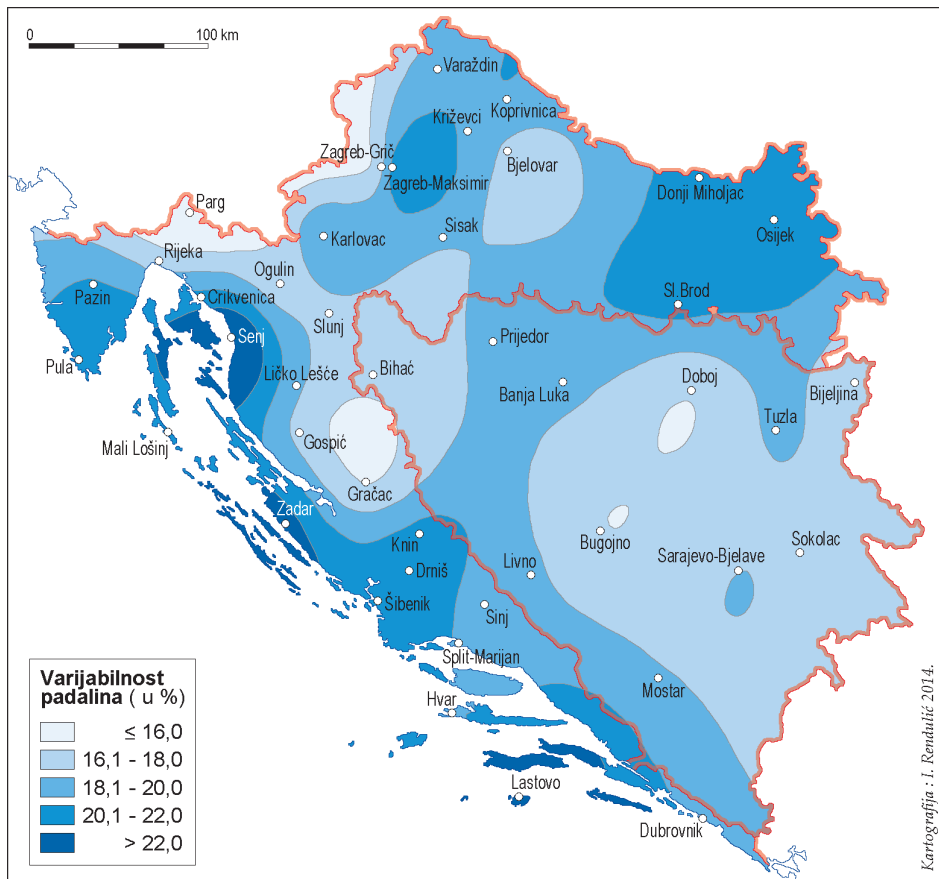 0 100 km
Varaždin
Koprivnica
Križevci
Zagreb-Grič
Bjelovar
Zagreb-Maksimir
Donji Miholjac
Parg
Osijek
Karlovac
Sisak
Rijeka
Ogulin
Pazin
Crikvenica
Sl.Brod
Slunj
Senj
Prijedor
Pula
Ličko Lešće
Bihać
Banja Luka
Doboj
Bijeljina
Tuzla
Mali Lošinj
Gospić
Gračac
Zadar
Knin
Bugojno
Sokolac
Sarajevo-Bjelave
Drniš
Livno
Šibenik
Sinj
Split-Marijan
Mostar
Hvar
Lastovo
Dubrovnik
Varijabilnost
padalina ( u %)
≤ 16,0
16,1 - 18,0
18,1 - 20,0
20,1 - 22,0
> 22,0
Kartografija : I. Rendulić 2014.